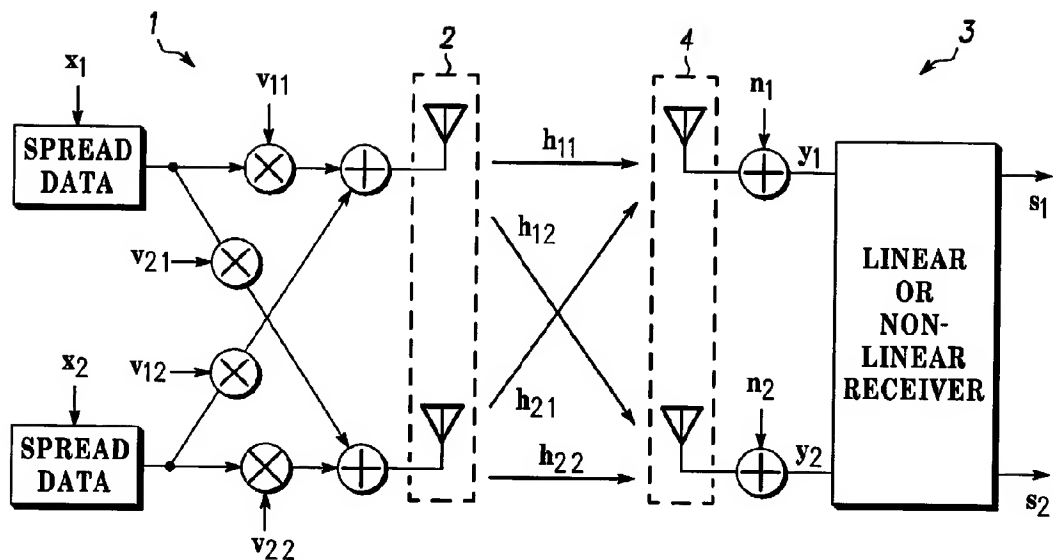 1
2
4
3
x1
v11
n1
SPREAD
DATA
h11
y1
s1
h12
v21
LINEAR
OR
NON-
LINEAR
RECEIVER
v12
x2
h21
n2
SPREAD
DATA
h22
y2
s2
v22